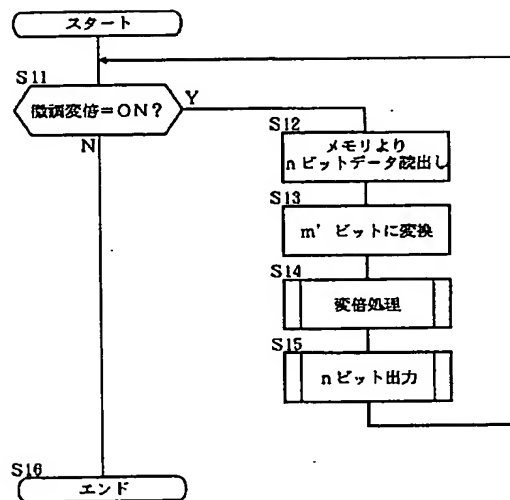 スタート
S11
微調変倍=ON?
Y
N
S12
メモリより
nビットデータ読出し
S13
m' ビットに変換
S14
変倍処理
S15
nビット出力
S16
エンド